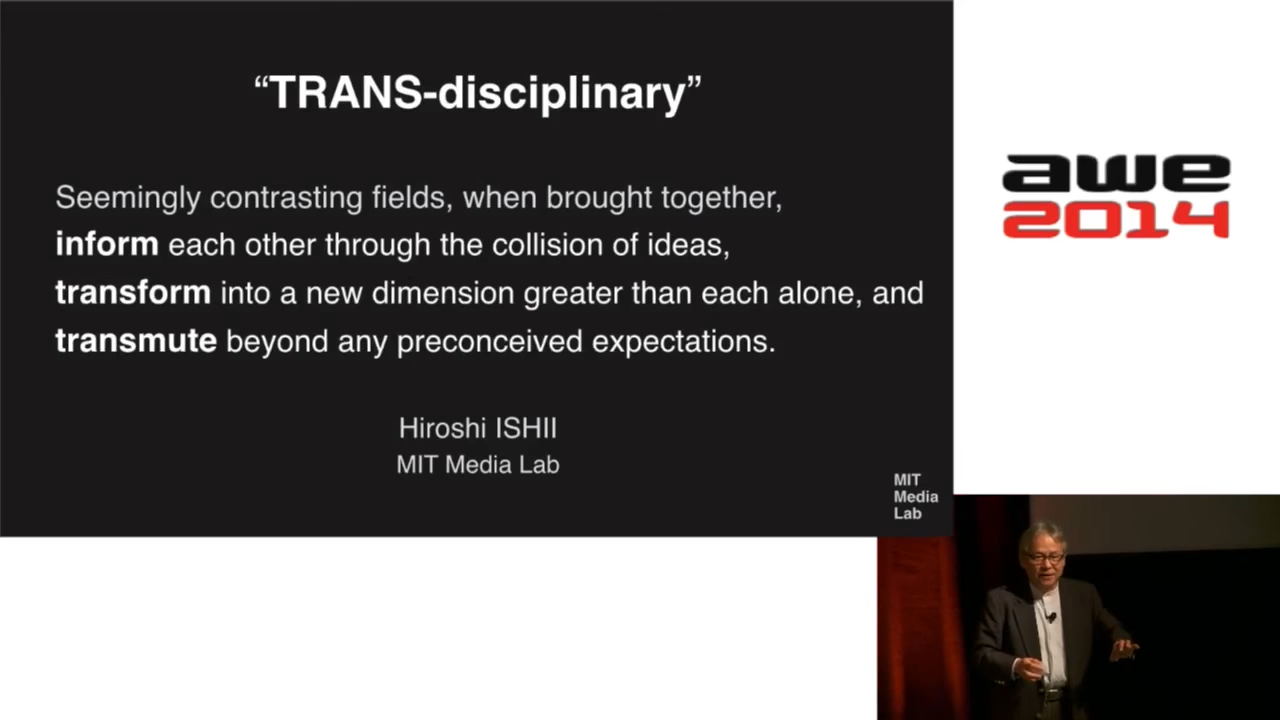 “TRANS-disciplinary”
Seemingly contrasting fields, when brought together,
inform each other through the collision of ideas,
transform into a new dimension greater than each alone, and
transmute beyond any preconceived expectations.
Hiroshi ISHII
MIT Media Lab
MIT
Media
Lab
awe
2014